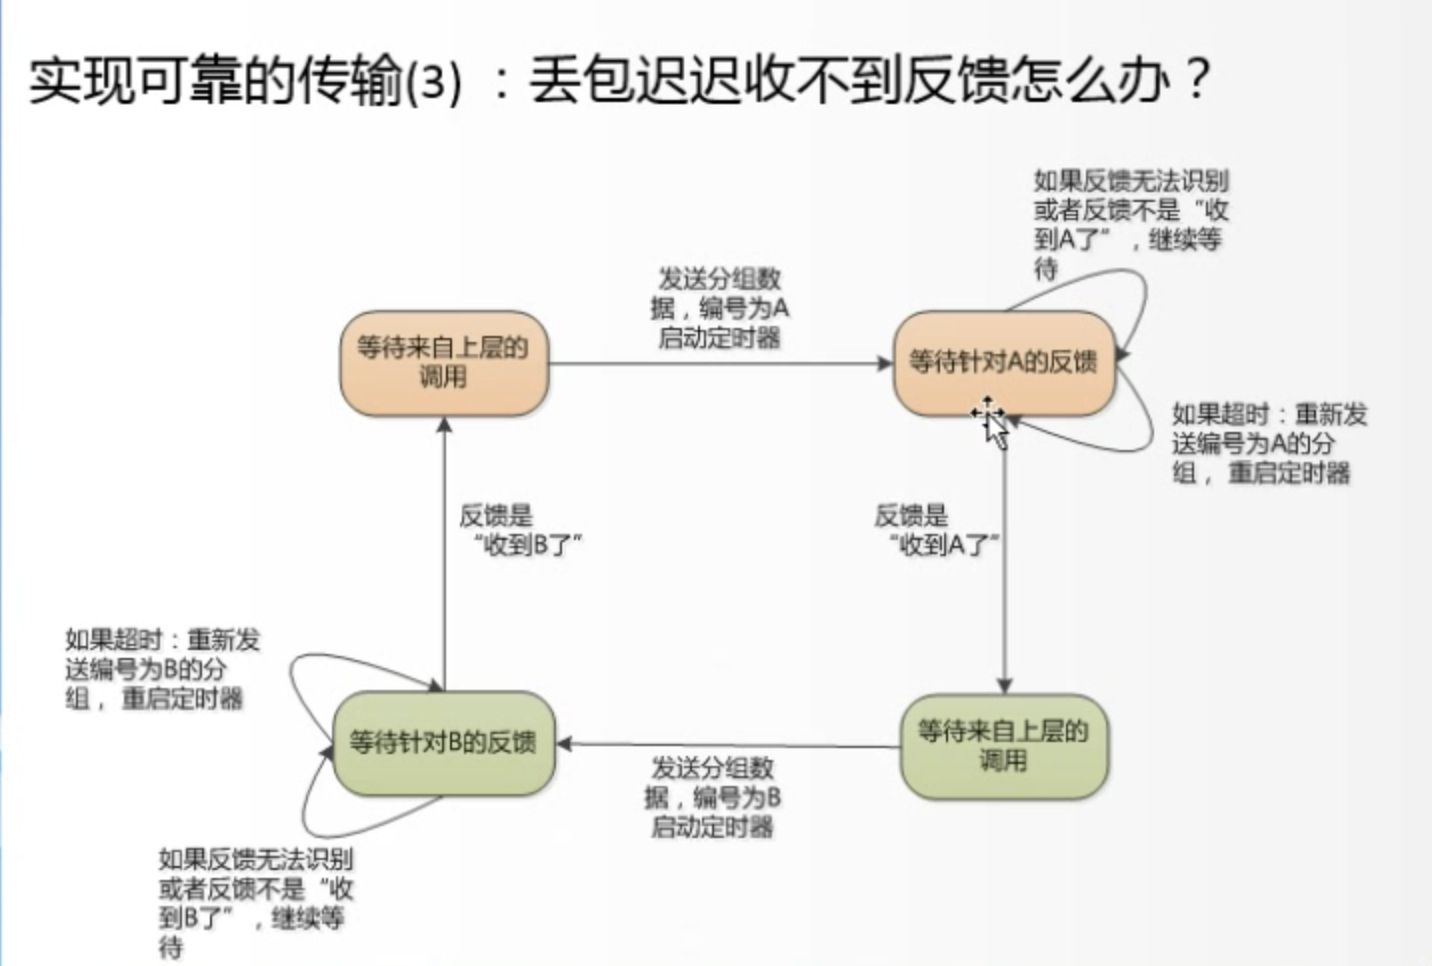 实现可靠的传输(3) ：丢包迟迟收不到反馈怎么办？
如果反馈无法识别
或者反馈不是“收
到A了”，继续等
待
发送分组数
据，编号为A
启动定时器
等待来自上层的
调用
等待针对A的反馈
如果超时：重新发
送编号为A的分
组， 重启定时器
反馈是
“收到B了”
反馈是
“收到A了”
如果超时：重新发
送编号为B的分
组， 重启定时器
等待针对B的反馈
等待来自上层的
调用
发送分组数
据，编号为B
启动定时器
如果反馈无法识别
或者反馈不是“收
到B了”，继续等
待